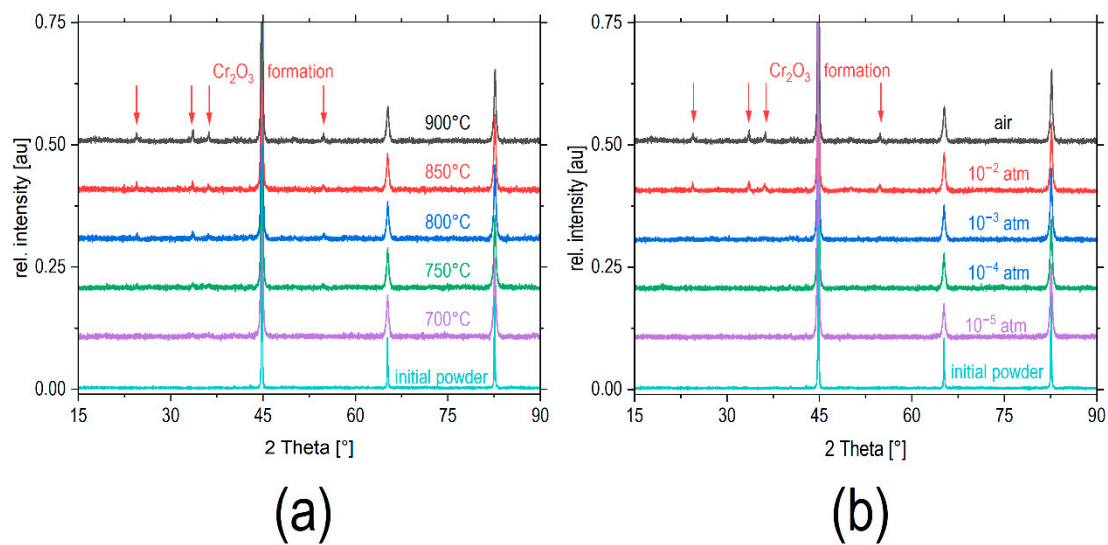 0.75
0.50
0.25
0.00
rel. intensity [au]
Cr₂O₃ formation
900°C
850°C
800°C
750°C
700°C
initial powder
15 30 45 60 75 90
2 Theta [°]
(a)
0.75
0.50
0.25
0.00
rel. intensity [au]
Cr₂O₃ formation
air
10⁻² atm
10⁻³ atm
10⁻⁴ atm
10⁻⁵ atm
initial powder
15 30 45 60 75 90
2 Theta [°]
(b)